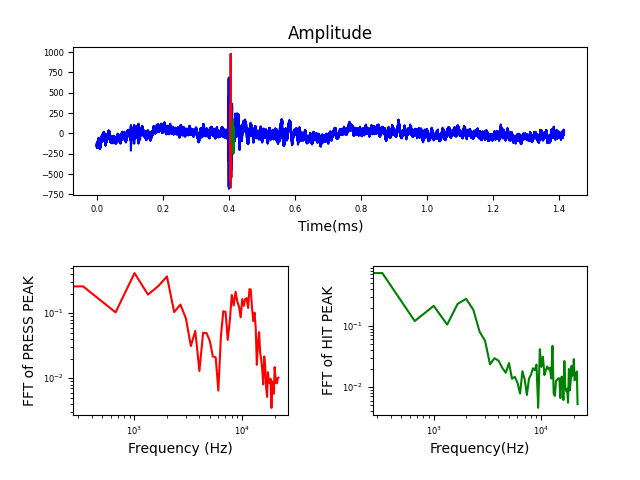 Amplitude
1000
750
500
250
0
−250
−500
−750
0.0 0.2 0.4 0.6 0.8 1.0 1.2 1.4
Time(ms)
FFT of PRESS PEAK
10⁻¹
10⁻²
10³ 10⁴
Frequency (Hz)
FFT of HIT PEAK
10⁻¹
10⁻²
10³ 10⁴
Frequency(Hz)